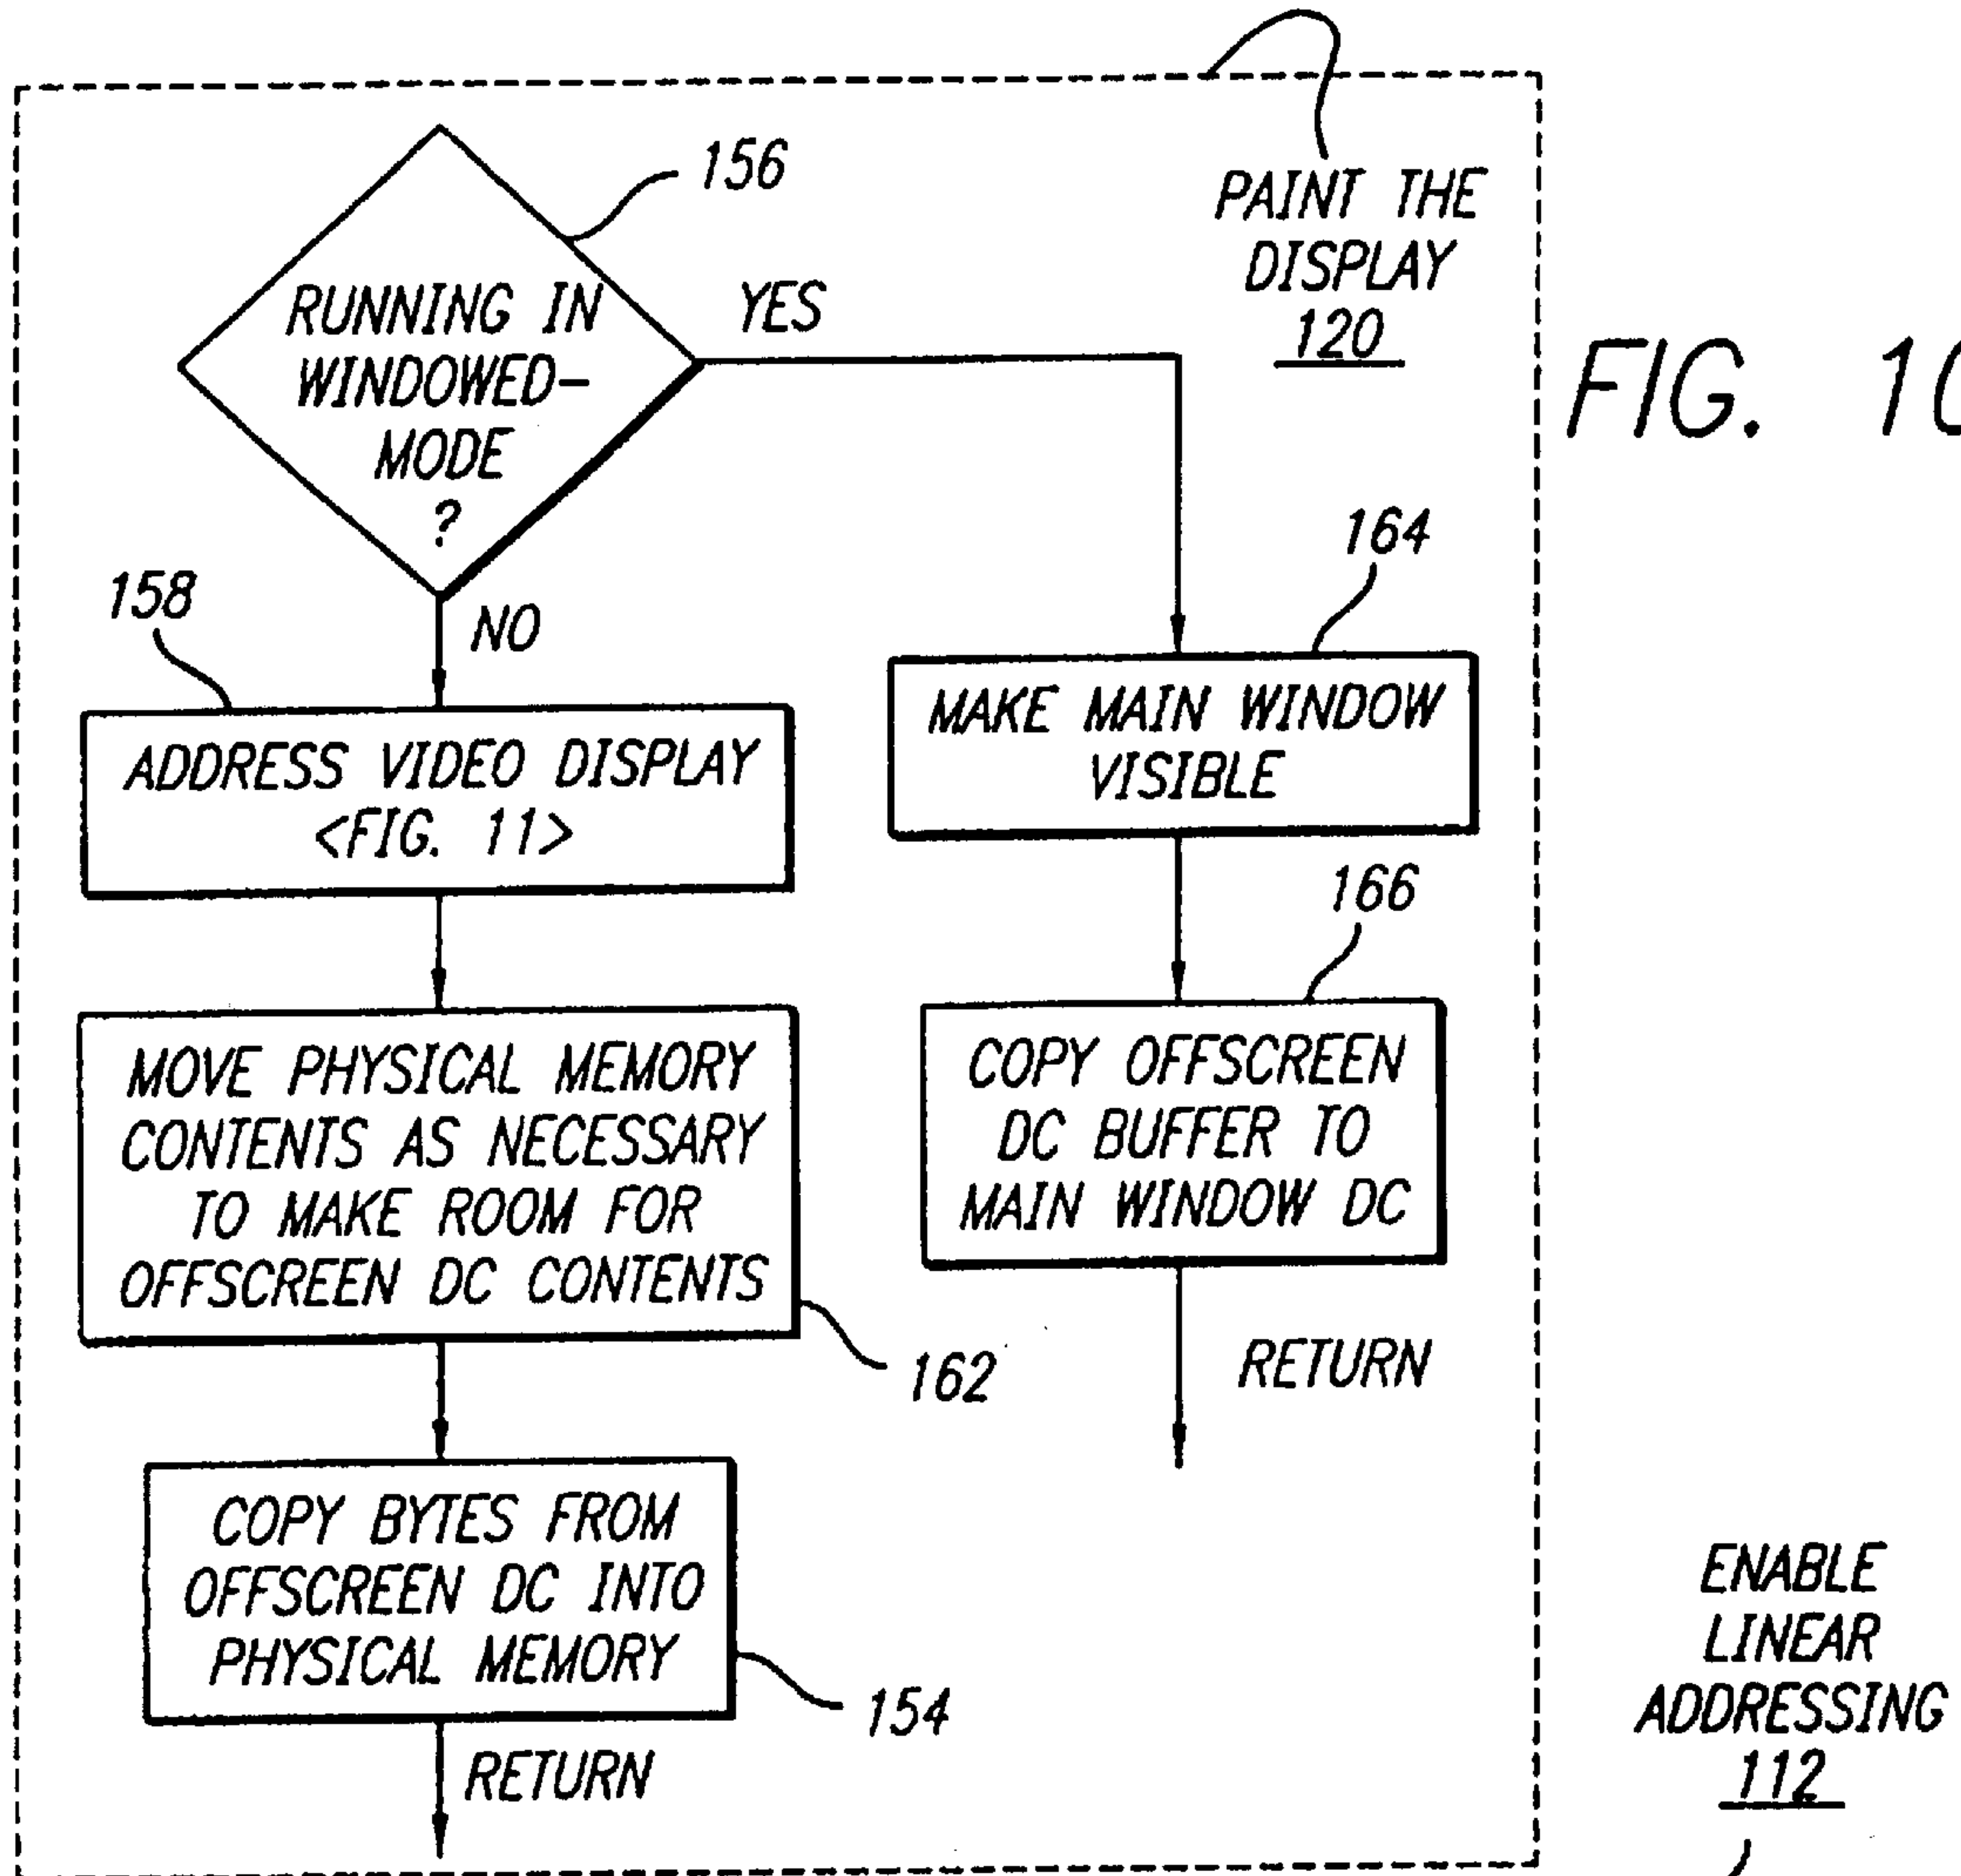 156
PAINT THE
DISPLAY
120
RUNNING IN
WINDOWED-
MODE
?
YES
FIG. 10
164
158
NO
MAKE MAIN WINDOW
VISIBLE
ADDRESS VIDEO DISPLAY
<FIG. 11>
166
COPY OFFSCREEN
DC BUFFER TO
MAIN WINDOW DC
MOVE PHYSICAL MEMORY
CONTENTS AS NECESSARY
TO MAKE ROOM FOR
OFFSCREEN DC CONTENTS
162
RETURN
COPY BYTES FROM
OFFSCREEN DC INTO
PHYSICAL MEMORY
154
RETURN
ENABLE
LINEAR
ADDRESSING
112